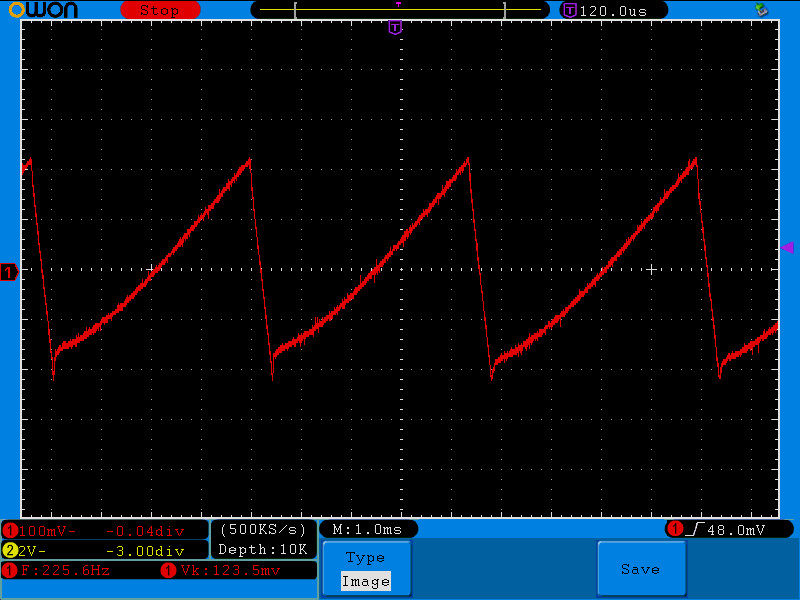 OWON Stop T T 120.0us
T
1
1 100mV- -0.04div (500KS/s) M:1.0ms 1 48.0mV
2 2V- -3.00div Depth:10K
1 F:225.6Hz 1 Vk:123.5mv
Type
Image
Save